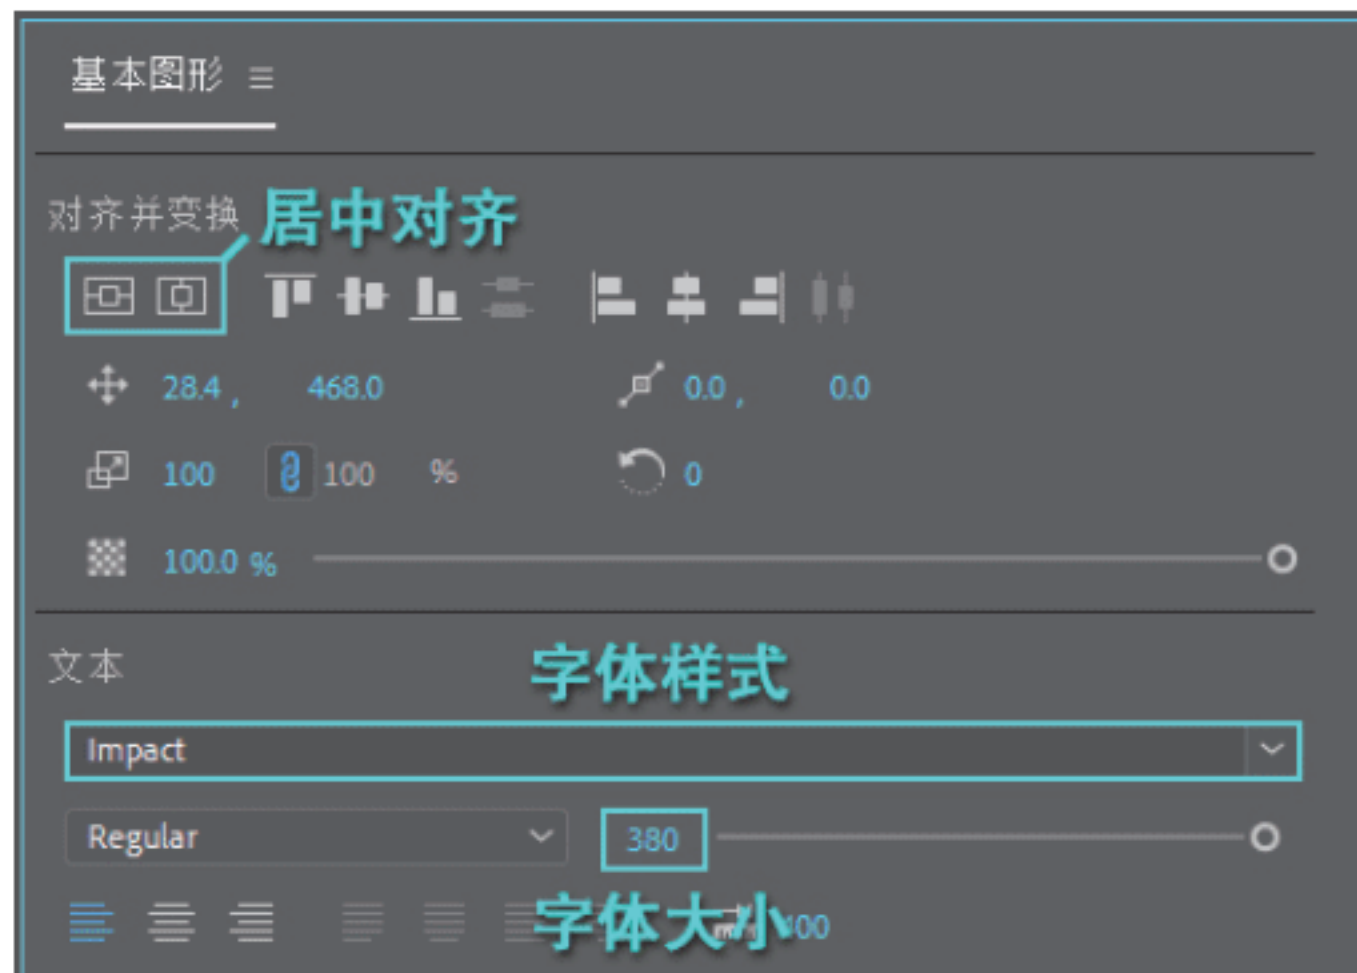 基本图形
对齐并变换 居中对齐
28.4 , 468.0 0.0 , 0.0
100 100 % 0
100.0 %
文本 字体样式
Impact
Regular 380
字体大小 400